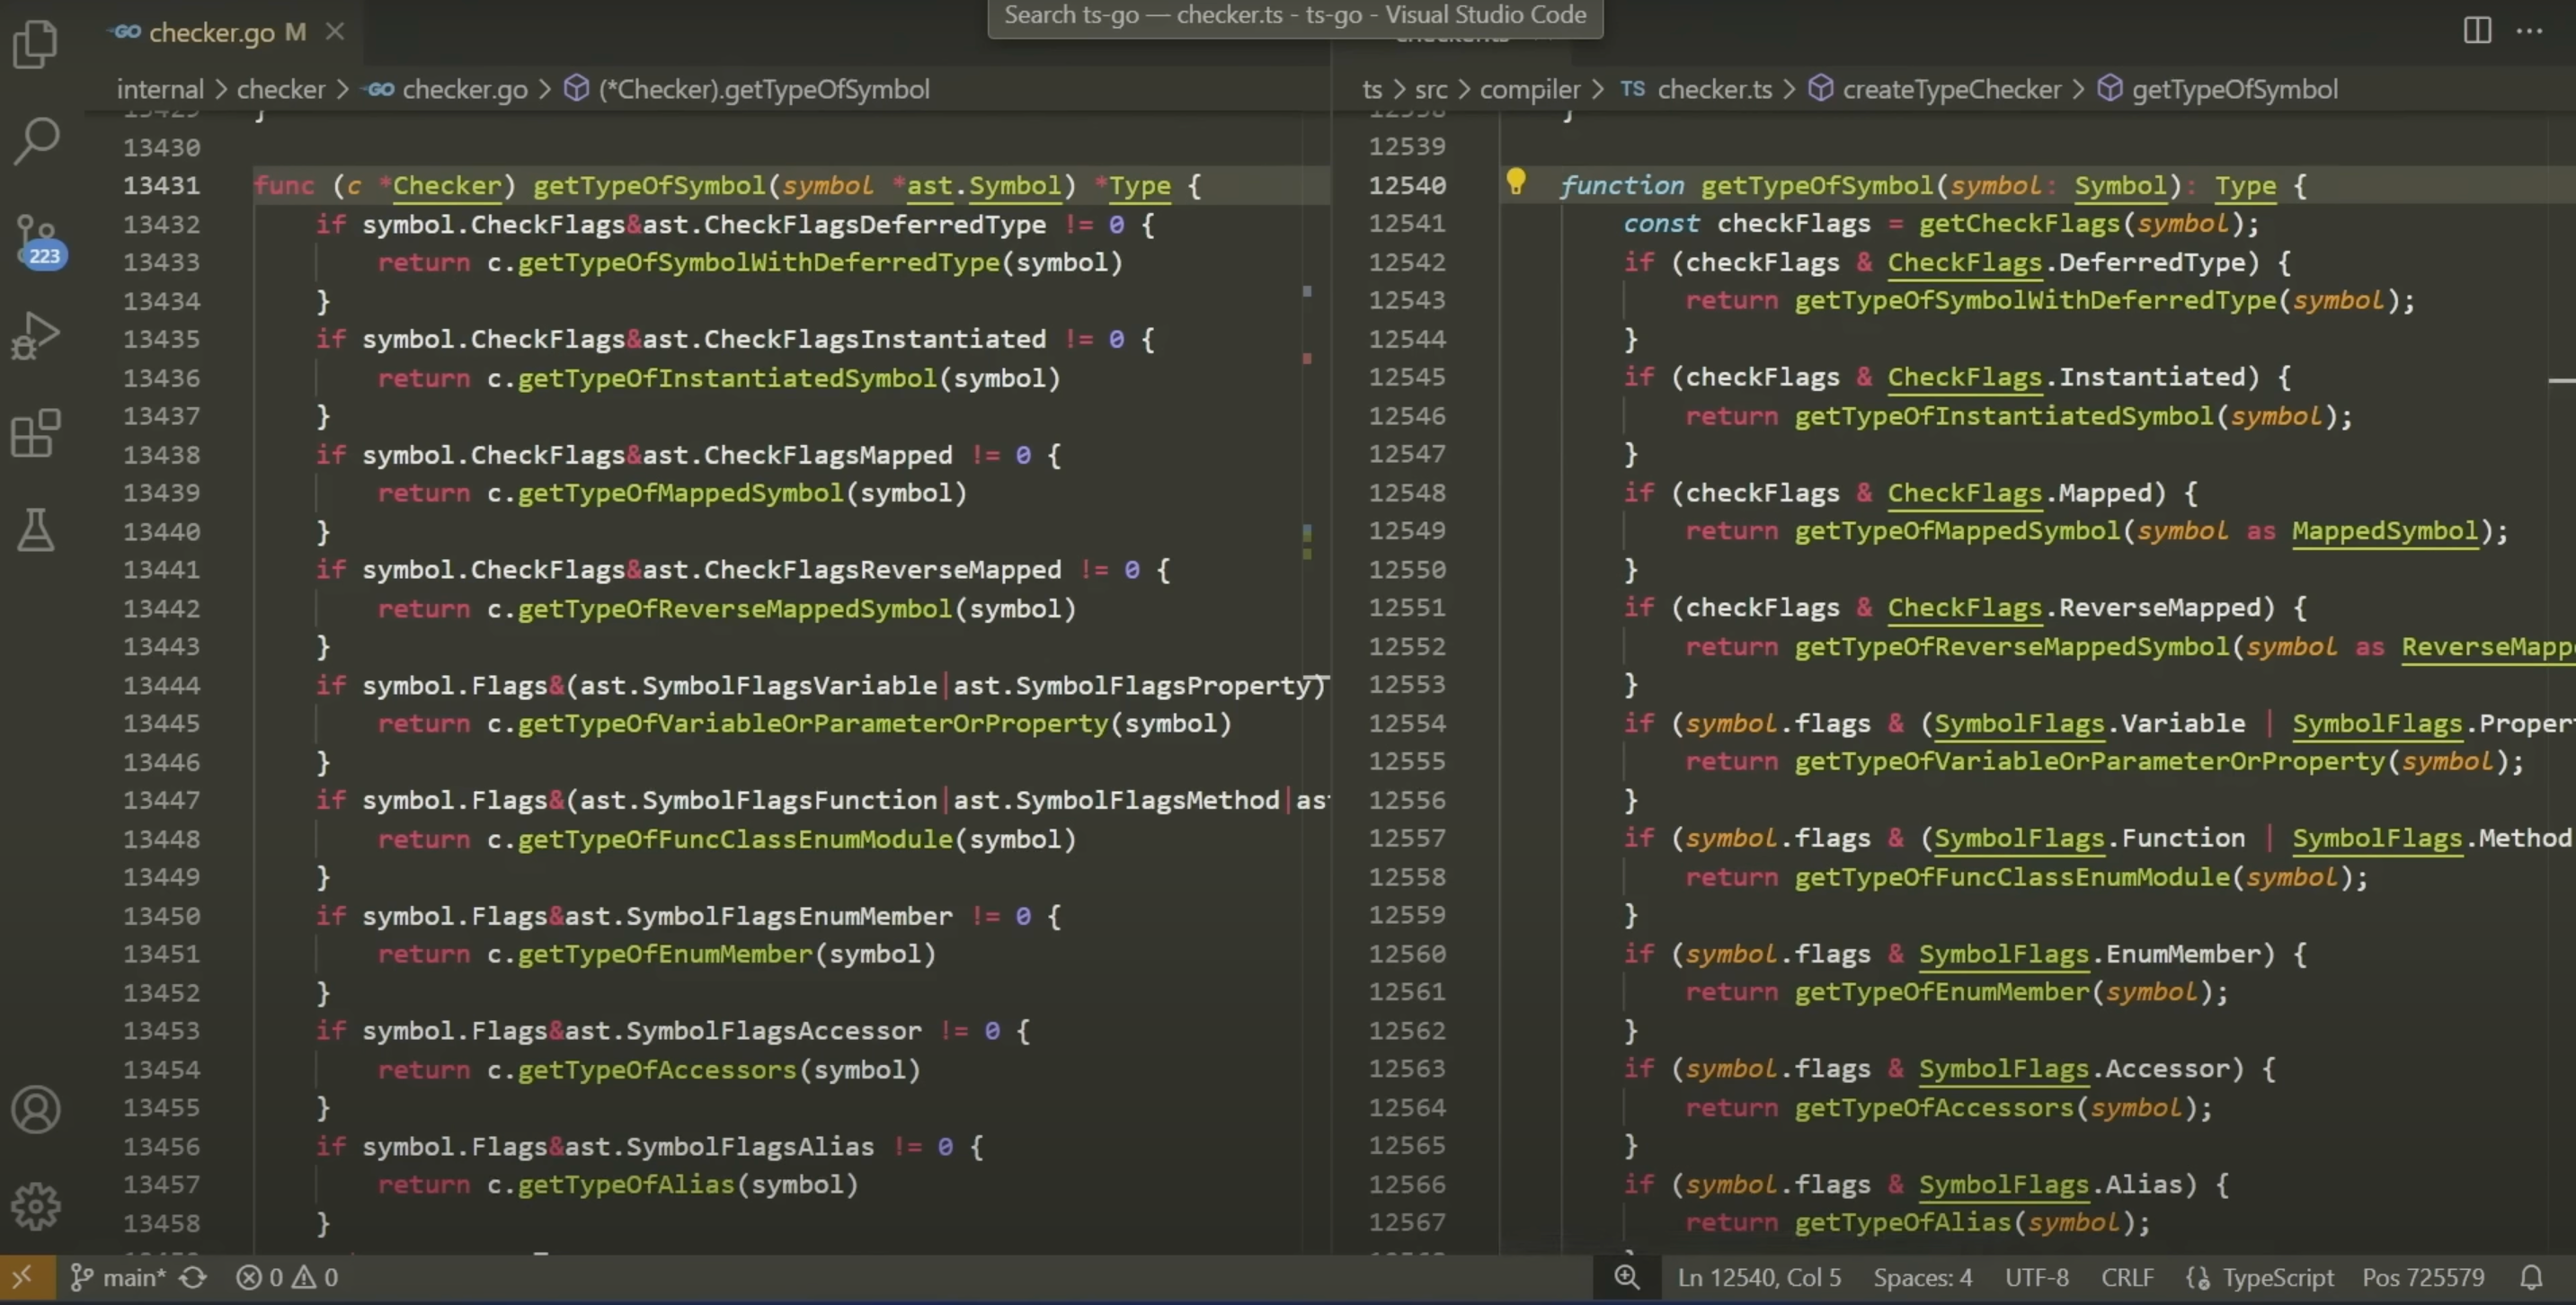 Search ts-go — checker.ts - ts-go - Visual Studio Code
GO checker.go M
internal > checker > GO checker.go > (*Checker).getTypeOfSymbol
13430
13431 func (c *Checker) getTypeOfSymbol(symbol *ast.Symbol) *Type {
13432 if symbol.CheckFlags&ast.CheckFlagsDeferredType != 0 {
13433 return c.getTypeOfSymbolWithDeferredType(symbol)
13434 }
13435 if symbol.CheckFlags&ast.CheckFlagsInstantiated != 0 {
13436 return c.getTypeOfInstantiatedSymbol(symbol)
13437 }
13438 if symbol.CheckFlags&ast.CheckFlagsMapped != 0 {
13439 return c.getTypeOfMappedSymbol(symbol)
13440 }
13441 if symbol.CheckFlags&ast.CheckFlagsReverseMapped != 0 {
13442 return c.getTypeOfReverseMappedSymbol(symbol)
13443 }
13444 if symbol.Flags&(ast.SymbolFlagsVariable|ast.SymbolFlagsProperty)
13445 return c.getTypeOfVariableOrParameterOrProperty(symbol)
13446 }
13447 if symbol.Flags&(ast.SymbolFlagsFunction|ast.SymbolFlagsMethod|as
13448 return c.getTypeOfFuncClassEnumModule(symbol)
13449 }
13450 if symbol.Flags&ast.SymbolFlagsEnumMember != 0 {
13451 return c.getTypeOfEnumMember(symbol)
13452 }
13453 if symbol.Flags&ast.SymbolFlagsAccessor != 0 {
13454 return c.getTypeOfAccessors(symbol)
13455 }
13456 if symbol.Flags&ast.SymbolFlagsAlias != 0 {
13457 return c.getTypeOfAlias(symbol)
13458 }
ts > src > compiler > TS checker.ts > createTypeChecker > getTypeOfSymbol
12539
12540 function getTypeOfSymbol(symbol: Symbol): Type {
12541 const checkFlags = getCheckFlags(symbol);
12542 if (checkFlags & CheckFlags.DeferredType) {
12543 return getTypeOfSymbolWithDeferredType(symbol);
12544 }
12545 if (checkFlags & CheckFlags.Instantiated) {
12546 return getTypeOfInstantiatedSymbol(symbol);
12547 }
12548 if (checkFlags & CheckFlags.Mapped) {
12549 return getTypeOfMappedSymbol(symbol as MappedSymbol);
12550 }
12551 if (checkFlags & CheckFlags.ReverseMapped) {
12552 return getTypeOfReverseMappedSymbol(symbol as ReverseMapp
12553 }
12554 if (symbol.flags & (SymbolFlags.Variable | SymbolFlags.Proper
12555 return getTypeOfVariableOrParameterOrProperty(symbol);
12556 }
12557 if (symbol.flags & (SymbolFlags.Function | SymbolFlags.Method
12558 return getTypeOfFuncClassEnumModule(symbol);
12559 }
12560 if (symbol.flags & SymbolFlags.EnumMember) {
12561 return getTypeOfEnumMember(symbol);
12562 }
12563 if (symbol.flags & SymbolFlags.Accessor) {
12564 return getTypeOfAccessors(symbol);
12565 }
12566 if (symbol.flags & SymbolFlags.Alias) {
12567 return getTypeOfAlias(symbol);
223
main* 0 0 Ln 12540, Col 5 Spaces: 4 UTF-8 CRLF TypeScript Pos 725579